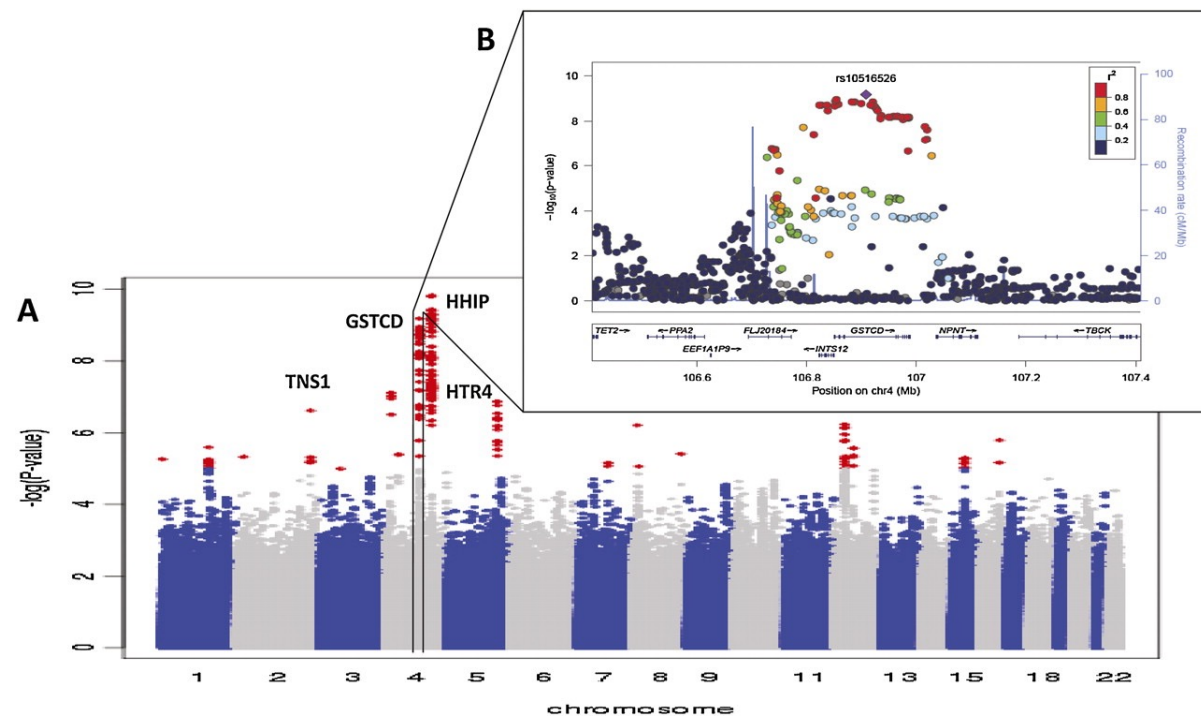 B
rs10516526
10
8
6
4
2
0
−log10(p-value)
r2
0.8
0.6
0.4
0.2
100
80
60
40
20
0
Recombination rate (cM/Mb)
TET2→ ←PPA2 FLJ20184→ GSTCD→ NPNT→ ←TBCK
EEF1A1P9→ ←INTS12
106.6 106.8 107 107.2 107.4
Position on chr4 (Mb)
A
HHIP
GSTCD
TNS1
HTR4
10
8
6
4
2
0
-log(P-value)
1 2 3 4 5 6 7 8 9 11 13 15 18 22
chromosome